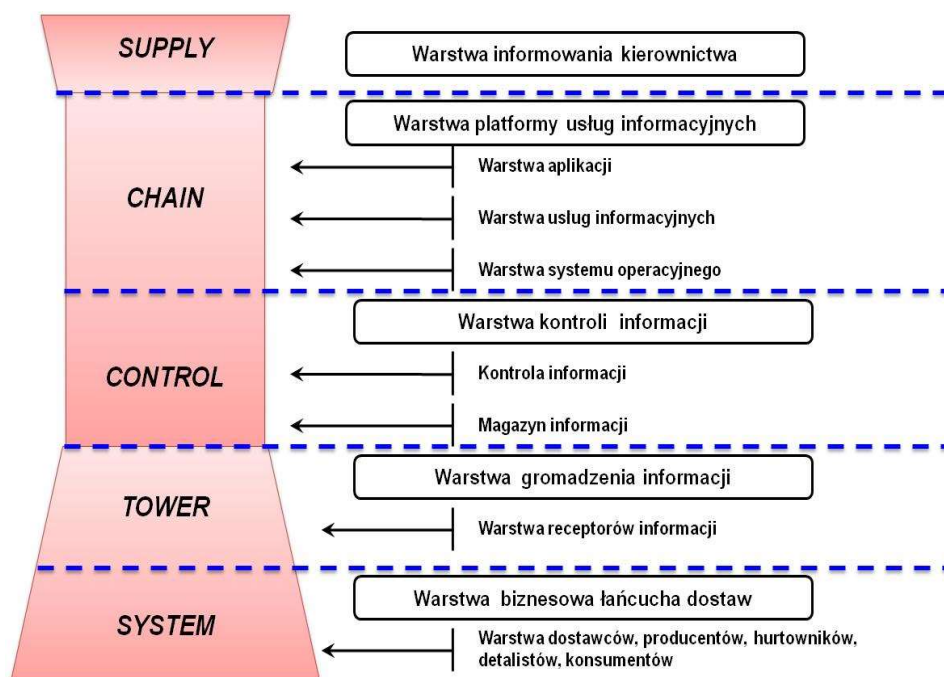 SUPPLY
Warstwa informowania kierownictwa
Warstwa platformy usług informacyjnych
Warstwa aplikacji
CHAIN
Warstwa usług informacyjnych
Warstwa systemu operacyjnego
Warstwa kontroli informacji
CONTROL
Kontrola informacji
Magazyn informacji
Warstwa gromadzenia informacji
TOWER
Warstwa receptorów informacji
Warstwa biznesowa łańcucha dostaw
SYSTEM
Warstwa dostawców, producentów, hurtowników,
detalistów, konsumentów